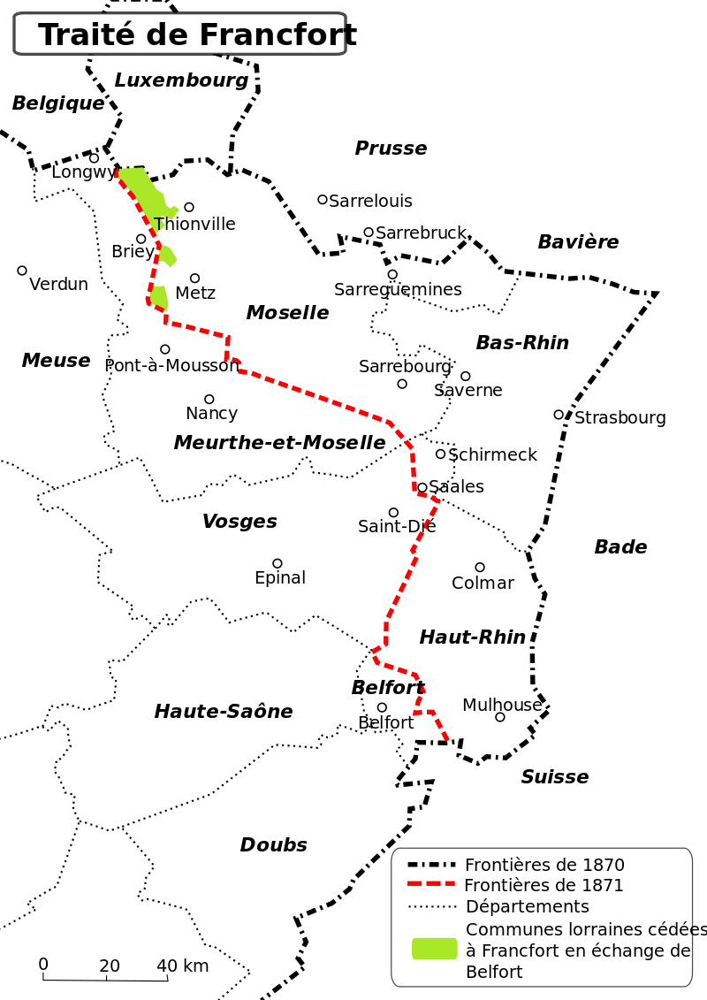 Traité de Francfort
Luxembourg
Belgique
Prusse
Longwy
Sarrelouis
Thionville
Sarrebruck
Bavière
Briey
Verdun
Metz
Sarreguemines
Moselle
Bas-Rhin
Meuse
Pont-à-Mousson
Sarrebourg
Saverne
Nancy
Strasbourg
Meurthe-et-Moselle
Schirmeck
Saales
Vosges
Saint-Dié
Bade
Epinal
Colmar
Haut-Rhin
Belfort
Haute-Saône
Mulhouse
Belfort
Suisse
Doubs
Frontières de 1870
Frontières de 1871
Départements
Communes lorraines cédées
à Francfort en échange de
Belfort
0 20 40 km